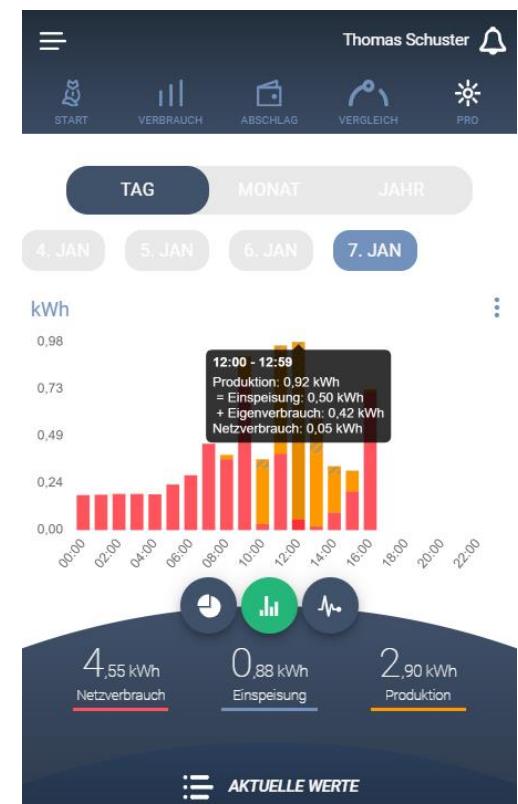 Thomas Schuster
START VERBRAUCH ABSCHLAG VERGLEICH PRO
TAG MONAT JAHR
4. JAN 5. JAN 6. JAN 7. JAN
kWh
0,98
0,73
0,49
0,24
0,00
12:00 - 12:59
Produktion: 0,92 kWh
= Einspeisung: 0,50 kWh
+ Eigenverbrauch: 0,42 kWh
Netzverbrauch: 0,05 kWh
00:00 02:00 04:00 06:00 08:00 10:00 12:00 14:00 16:00 18:00 20:00 22:00
4,55 kWh 0,88 kWh 2,90 kWh
Netzverbrauch Einspeisung Produktion
AKTUELLE WERTE